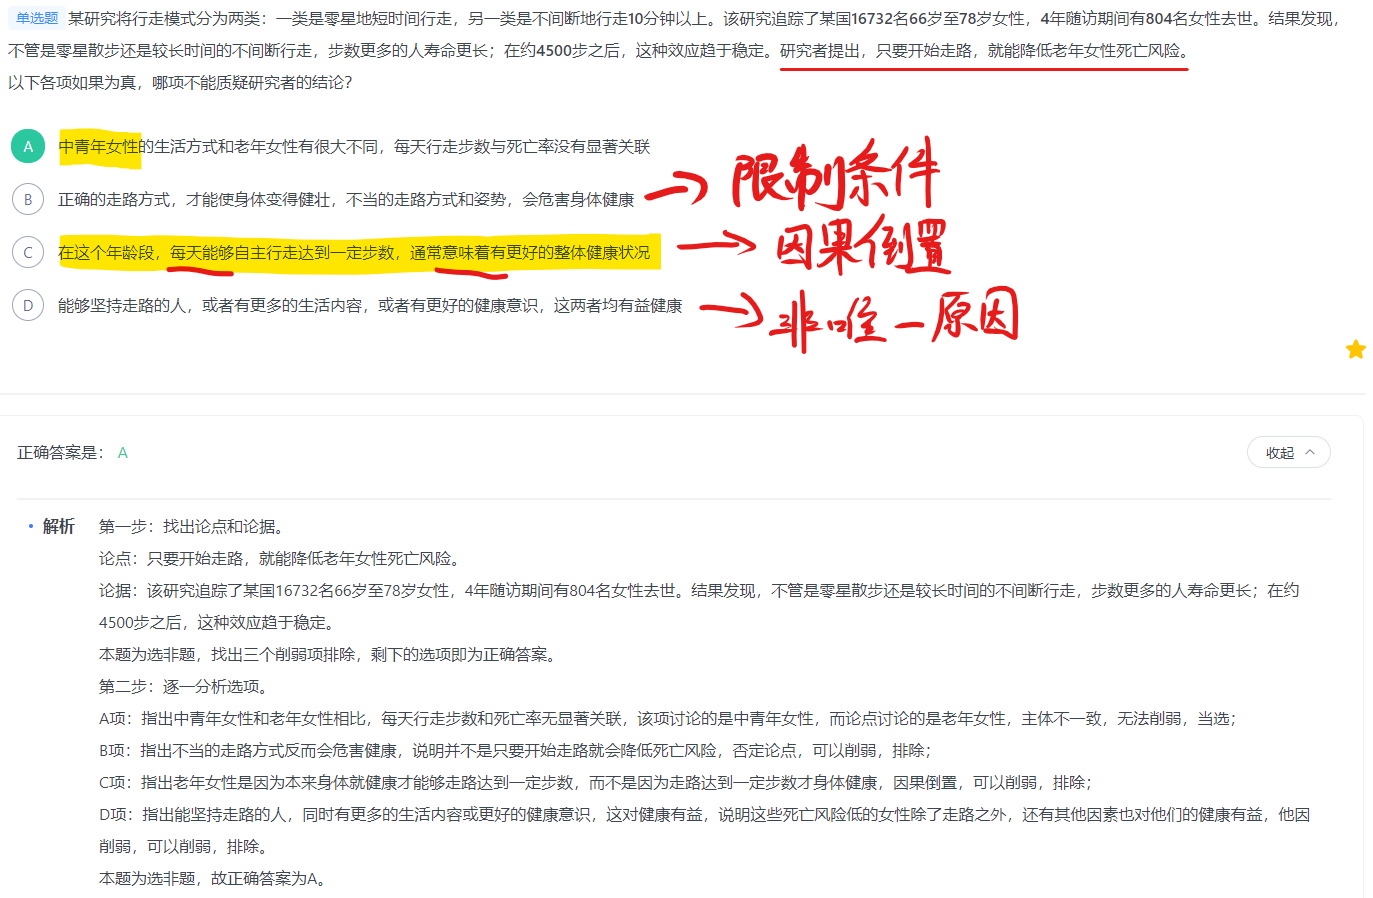 单选题 某研究将行走模式分为两类：一类是零星地短时间行走，另一类是不间断地行走10分钟以上。该研究追踪了某国16732名66岁至78岁女性，4年随访期间有804名女性去世。结果发现，
不管是零星散步还是较长时间的不间断行走，步数更多的人寿命更长；在约4500步之后，这种效应趋于稳定。研究者提出，只要开始走路，就能降低老年女性死亡风险。
以下各项如果为真，哪项不能质疑研究者的结论？
A 中青年女性的生活方式和老年女性有很大不同，每天行走步数与死亡率没有显著关联
B 正确的走路方式，才能使身体变得健壮，不当的走路方式和姿势，会危害身体健康 限制条件
C 在这个年龄段，每天能够自主行走达到一定步数，通常意味着有更好的整体健康状况 因果倒置
D 能够坚持走路的人，或者有更多的生活内容，或者有更好的健康意识，这两者均有益健康 非唯一原因
正确答案是： A 收起
解析 第一步：找出论点和论据。
论点：只要开始走路，就能降低老年女性死亡风险。
论据：该研究追踪了某国16732名66岁至78岁女性，4年随访期间有804名女性去世。结果发现，不管是零星散步还是较长时间的不间断行走，步数更多的人寿命更长；在约
4500步之后，这种效应趋于稳定。
本题为选非题，找出三个削弱项排除，剩下的选项即为正确答案。
第二步：逐一分析选项。
A项：指出中青年女性和老年女性相比，每天行走步数和死亡率无显著关联，该项讨论的是中青年女性，而论点讨论的是老年女性，主体不一致，无法削弱，当选；
B项：指出不当的走路方式反而会危害健康，说明并不是只要开始走路就会降低死亡风险，否定论点，可以削弱，排除；
C项：指出老年女性是因为本来身体就健康才能够走路达到一定步数，而不是因为走路达到一定步数才身体健康，因果倒置，可以削弱，排除；
D项：指出能坚持走路的人，同时有更多的生活内容或更好的健康意识，这对健康有益，说明这些死亡风险低的女性除了走路之外，还有其他因素也对他们的健康有益，他因
削弱，可以削弱，排除。
本题为选非题，故正确答案为A。